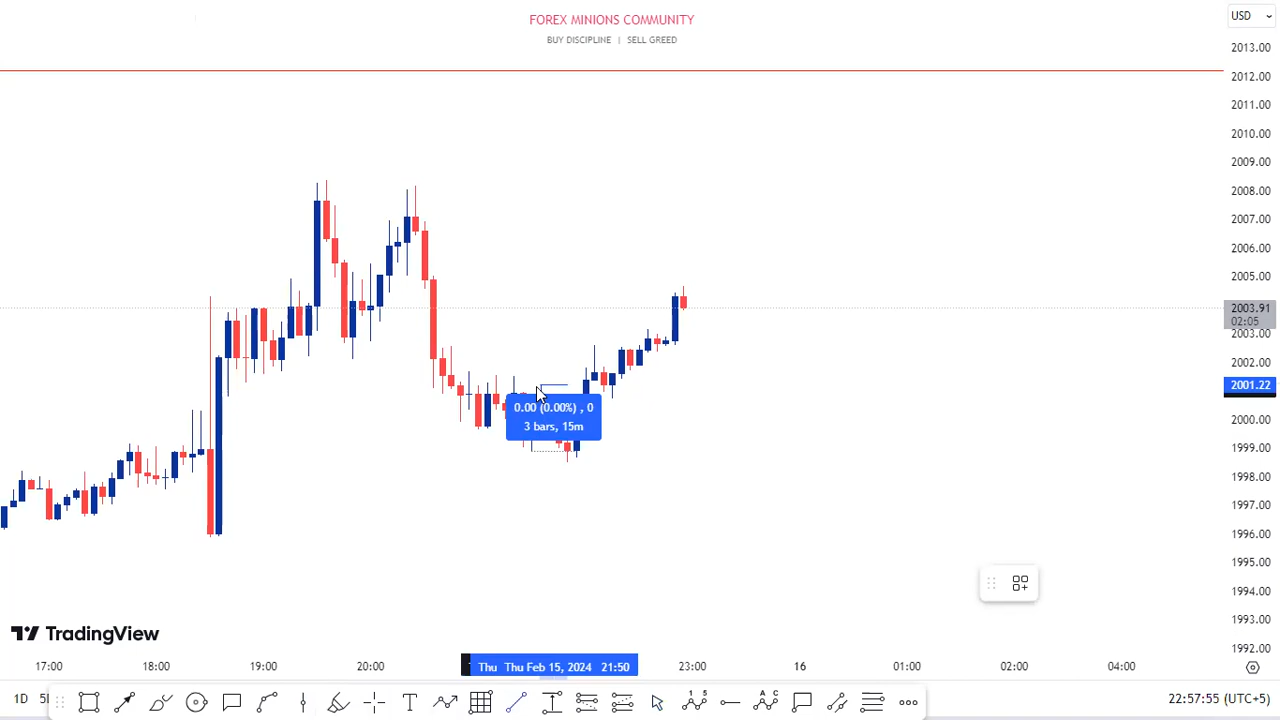 FOREX MINIONS COMMUNITY
BUY DISCIPLINE | SELL GREED
USD
2013.00
2012.00
2011.00
2010.00
2009.00
2008.00
2007.00
2006.00
2005.00
2003.91
02:05
2003.00
2002.00
2001.22
2000.00
1999.00
1998.00
1997.00
1996.00
1995.00
1994.00
1993.00
1992.00
0.00 (0.00%) , 0
3 bars, 15m
TradingView
17:00 18:00 19:00 20:00 Thu Thu Feb 15, 2024 21:50 23:00 16 01:00 02:00 04:00
1D 22:57:55 (UTC+5)